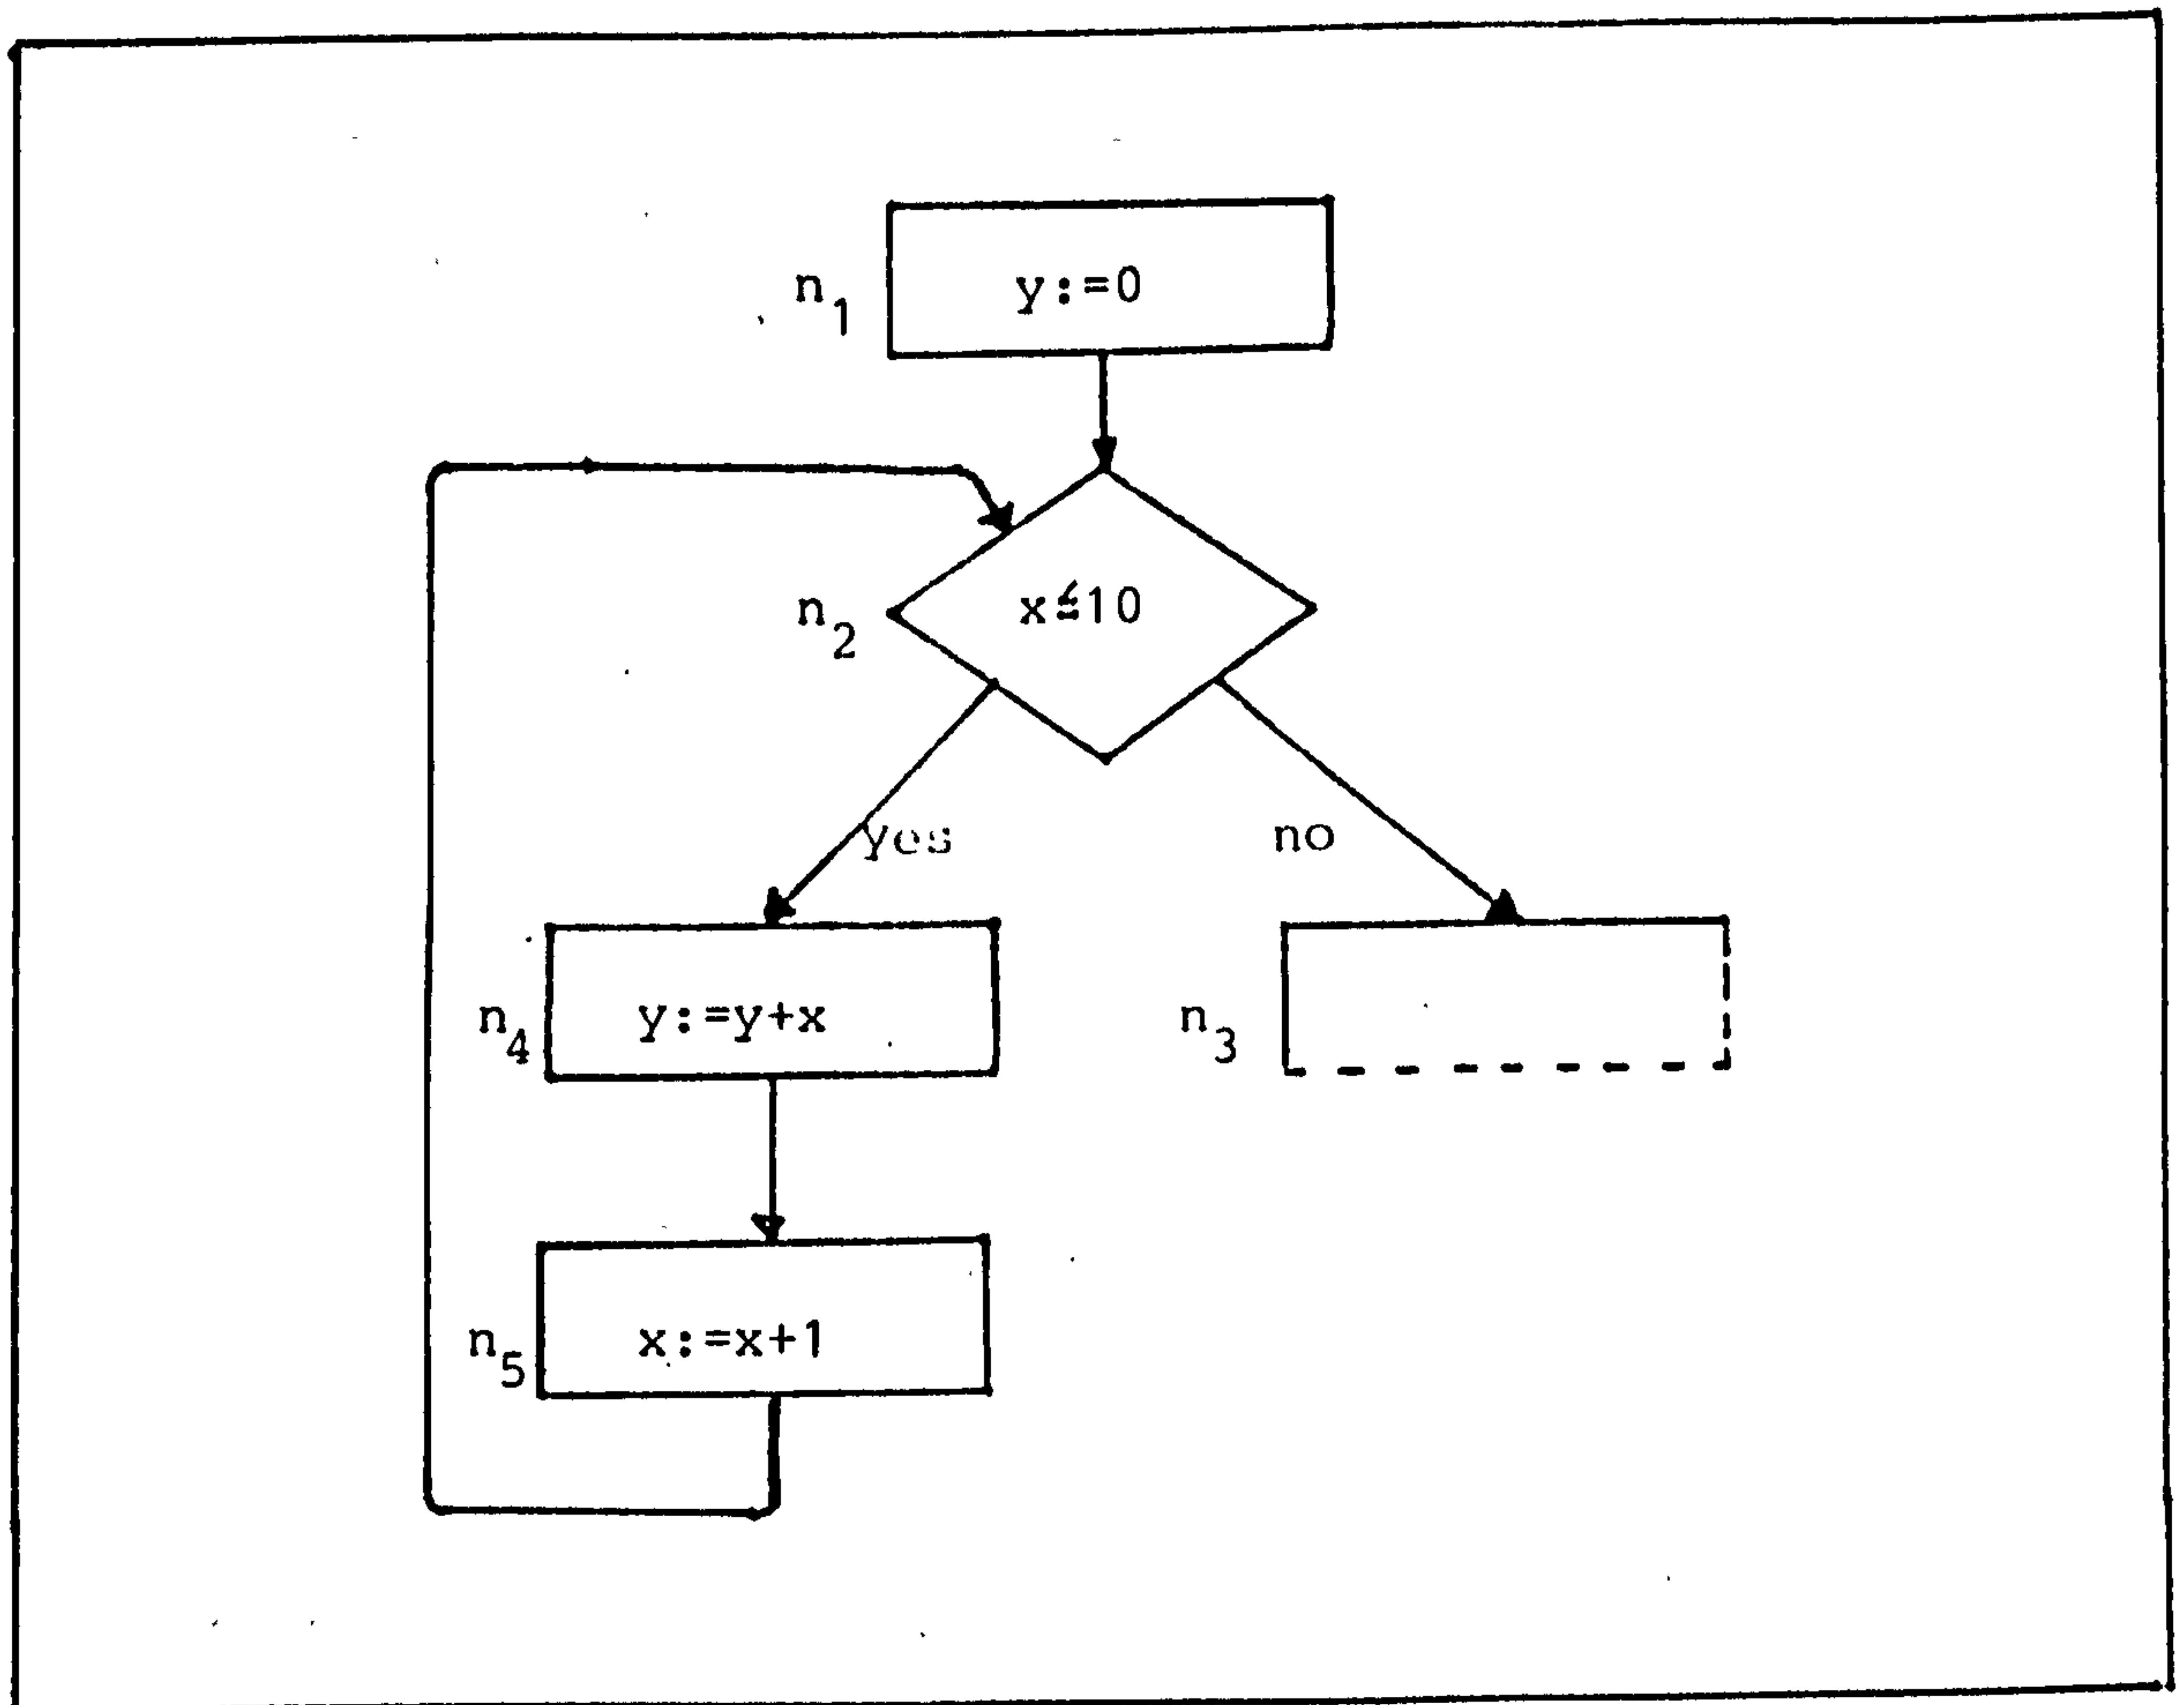 n1 y:=0
n2 x≤10
yes no
n4 y:=y+x n3
n5 x:=x+1